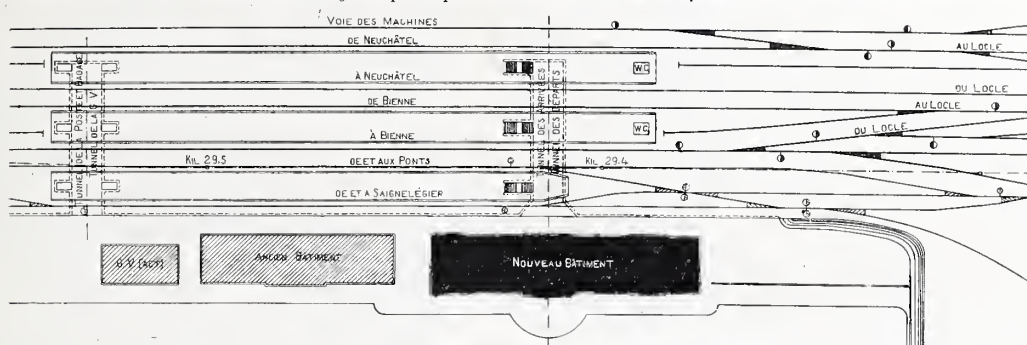 VOIE DES MACHINES
DE NEUCHÂTEL
AU LOCLE
À NEUCHÂTEL
W.C
DU LOCLE
DE BIENNE
AU LOCLE
À BIENNE
WC
DU LOCLE
TUNNEL DE LA POSTE ET BAGAGE
TUNNEL DE LA G V
TUNNEL DES ARRIVÉES
TUNNEL DES DÉPARTS
KIL 29.5
DE ET AUX PONTS
KIL 29.4
DE ET A SAIGNELÉGIER
G.V (ACT)
ANCIEN BÂTIMENT
NOUVEAU BÂTIMENT